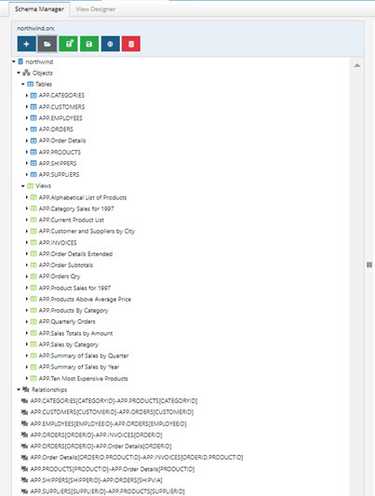 Schema Manager View Designer
northwind.on:
northwind
Objects
Tables
APP.CATEGORIES
APP.CUSTOMERS
APP.EMPLOYEES
APP.ORDERS
APP.Order Details
APP.PRODUCTS
APP.SHIPPERS
APP.SUPPLIERS
Views
APP.Alphabetical List of Products
APP.Category Sales for 1997
APP.Current Product List
APP.Customer and Suppliers by City
APP.INVOICES
APP.Order Details Extended
APP.Order Subtotals
APP.Orders Qry
APP.Product Sales for 1997
APP.Products Above Average Price
APP.Products By Category
APP.Quarterly Orders
APP.Sales Totals by Amount
APP.Sales by Category
APP.Summary of Sales by Quarter
APP.Summary of Sales by Year
APP.Ten Most Expensive Products
Relationships
APP.CATEGORIES[CATEGORYID]-APP.PRODUCTS[CATEGORYID]
APP.CUSTOMERS[CUSTOMERID]-APP.ORDERS[CUSTOMERID]
APP.EMPLOYEES[EMPLOYEEID]-APP.ORDERS[EMPLOYEEID]
APP.ORDERS[ORDERID]-APP.INVOICES[ORDERID]
APP.ORDERS[ORDERID]-APP.Order Details[ORDERID]
APP.Order Details[ORDERID,PRODUCTID]-APP.INVOICES[ORDERID,PRODUCTID]
APP.PRODUCTS[PRODUCTID]-APP.Order Details[PRODUCTID]
APP.SHIPPERS[SHIPPERID]-APP.ORDERS[SHIPVIA]
APP.SUPPLIERS[SUPPLIERID]-APP.PRODUCTS[SUPPLIERID]